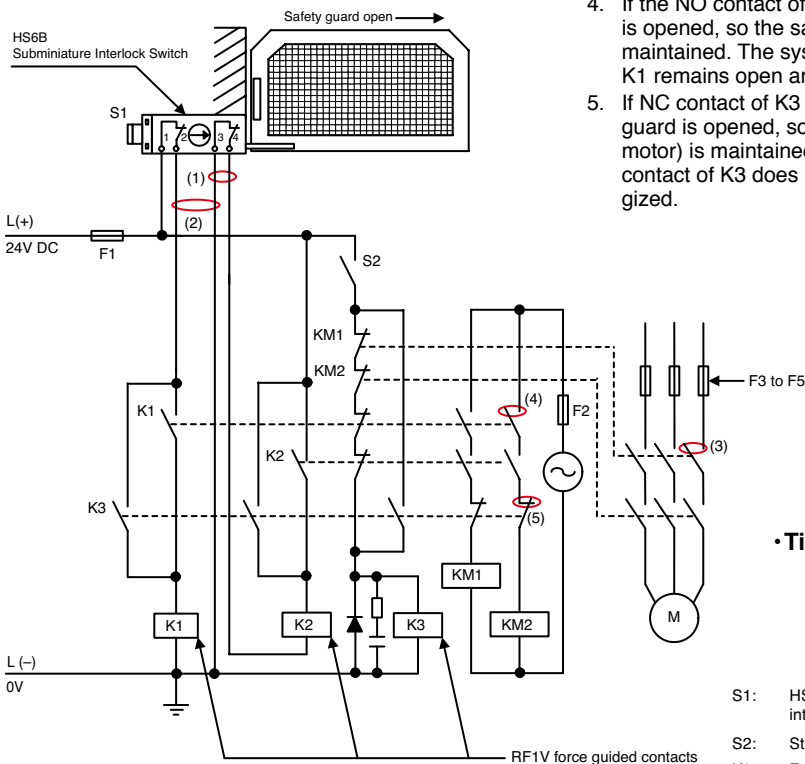 Safety guard open
HS6B
Subminiature Interlock Switch
S1
1 2 3 4
(1)
(2)
L(+)
24V DC
F1
S2
KM1
KM2
K1
K2
K3
(4)
F2
(5)
F3 to F5
(3)
KM1
KM2
K1
K2
K3
M
L (–)
0V
RF1V force guided contacts
4. If the NO contact of
is opened, so the sa
maintained. The sys
K1 remains open an
5. If NC contact of K3
guard is opened, so
motor) is maintained
contact of K3 does
gized.
·Ti
S1: HS
int
S2: St